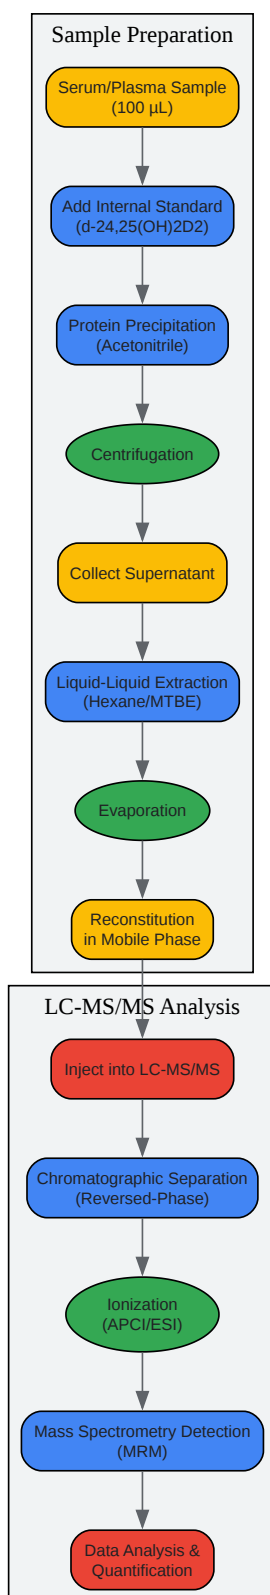 Sample Preparation
Serum/Plasma Sample
(100 µL)
Add Internal Standard
(d-24,25(OH)2D2)
Protein Precipitation
(Acetonitrile)
Centrifugation
Collect Supernatant
Liquid-Liquid Extraction
(Hexane/MTBE)
Evaporation
Reconstitution
in Mobile Phase
LC-MS/MS Analysis
Inject into LC-MS/MS
Chromatographic Separation
(Reversed-Phase)
Ionization
(APCI/ESI)
Mass Spectrometry Detection
(MRM)
Data Analysis &
Quantification